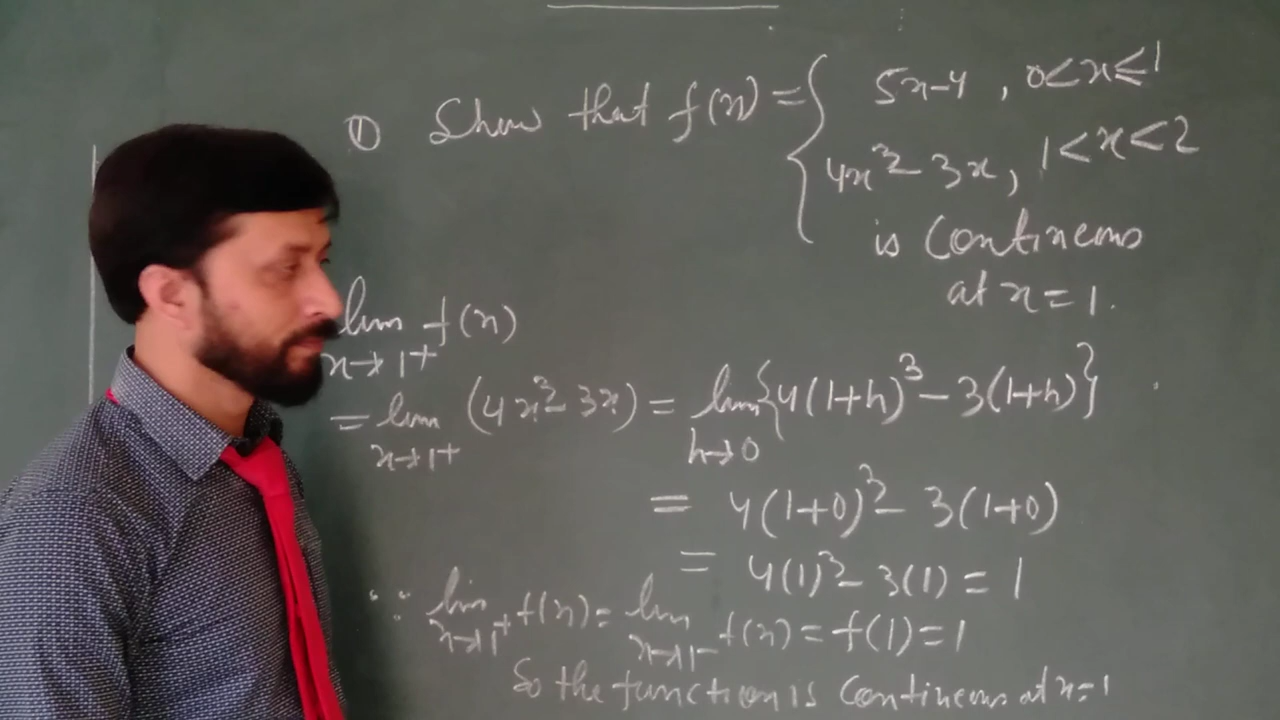 ① Show that f(x) = { 5x-4 , 0<x≤1
4x³-3x, 1<x<2
is Continuous
at x=1.
lim f(x)
x→1+
= lim (4x³-3x) = lim {4(1+h)³-3(1+h)}
x→1+ h→0
= 4(1+0)³-3(1+0)
= 4(1)³-3(1) = 1
∵ lim f(x) = lim f(x) = f(1) = 1
x→1+ x→1-
So the function is Continuous at x=1